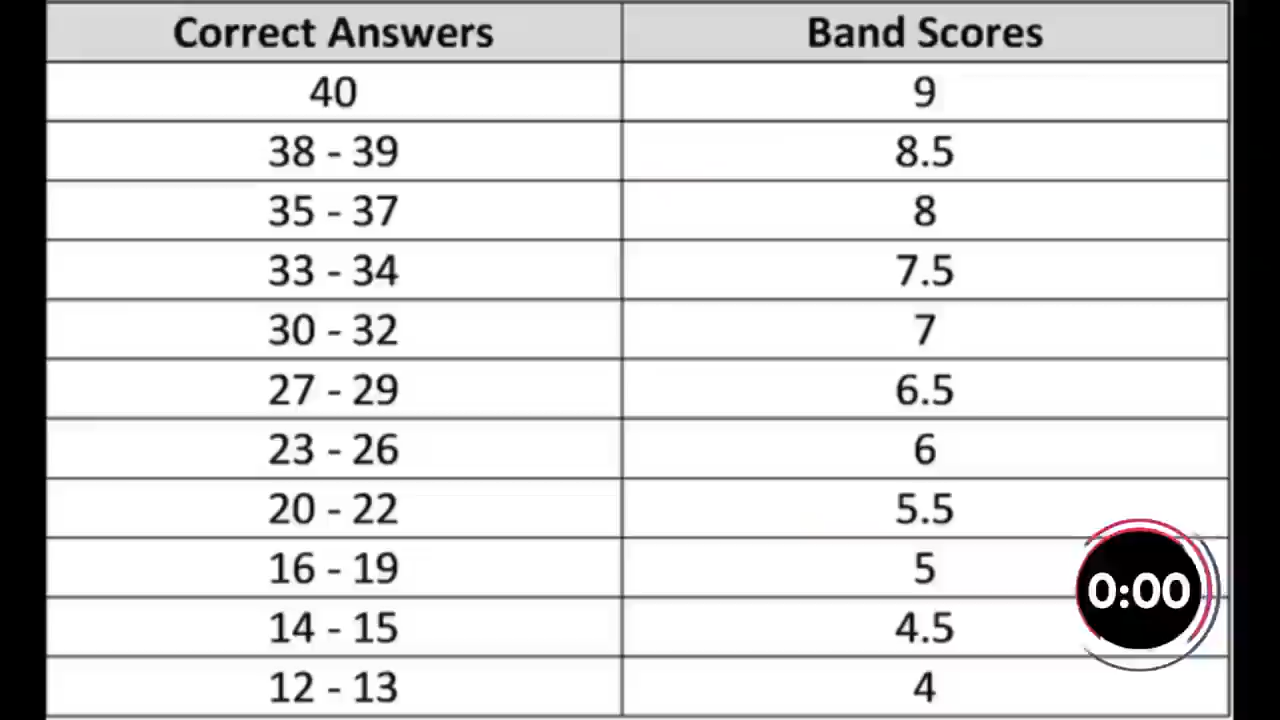 Correct Answers Band Scores
40 9
38 - 39 8.5
35 - 37 8
33 - 34 7.5
30 - 32 7
27 - 29 6.5
23 - 26 6
20 - 22 5.5
16 - 19 5
0:00
14 - 15 4.5
12 - 13 4